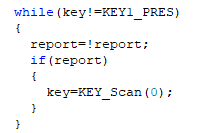 while(key!=KEY1_PRES)
{
  report=!report;
  if(report)
  {
    key=KEY_Scan(0);
  }
}